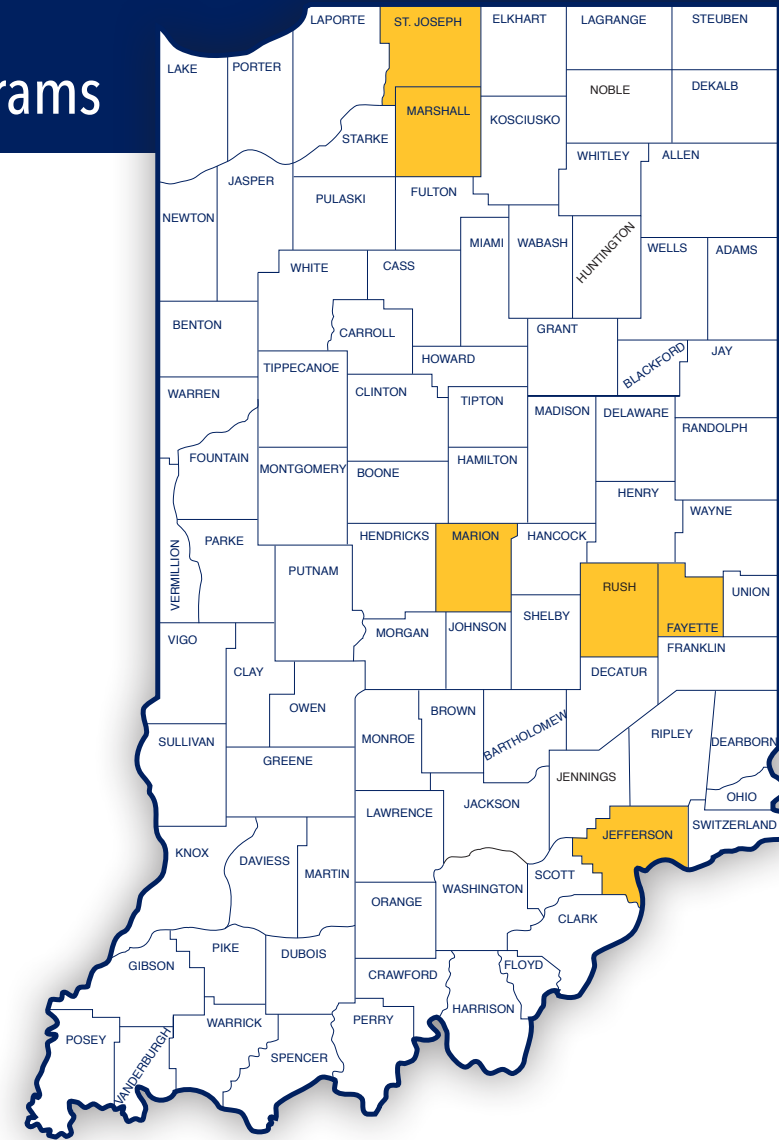 rams
LAPORTE
ST. JOSEPH
ELKHART
LAGRANGE
STEUBEN
LAKE
PORTER
NOBLE
DEKALB
MARSHALL
KOSCIUSKO
STARKE
WHITLEY
ALLEN
JASPER
PULASKI
FULTON
NEWTON
MIAMI
WABASH
HUNTINGTON
WELLS
ADAMS
WHITE
CASS
BENTON
CARROLL
GRANT
HOWARD
BLACKFORD
JAY
TIPPECANOE
WARREN
CLINTON
TIPTON
MADISON
DELAWARE
RANDOLPH
FOUNTAIN
MONTGOMERY
BOONE
HAMILTON
HENRY
WAYNE
VERMILLION
PARKE
HENDRICKS
MARION
HANCOCK
PUTNAM
RUSH
UNION
SHELBY
FAYETTE
MORGAN
JOHNSON
VIGO
FRANKLIN
CLAY
DECATUR
OWEN
BROWN
BARTHOLOMEW
RIPLEY
SULLIVAN
MONROE
DEARBORN
GREENE
JENNINGS
OHIO
LAWRENCE
JACKSON
SWITZERLAND
JEFFERSON
KNOX
DAVIESS
MARTIN
WASHINGTON
SCOTT
ORANGE
CLARK
PIKE
DUBOIS
GIBSON
CRAWFORD
FLOYD
HARRISON
WARRICK
PERRY
POSEY
VANDERBURGH
SPENCER